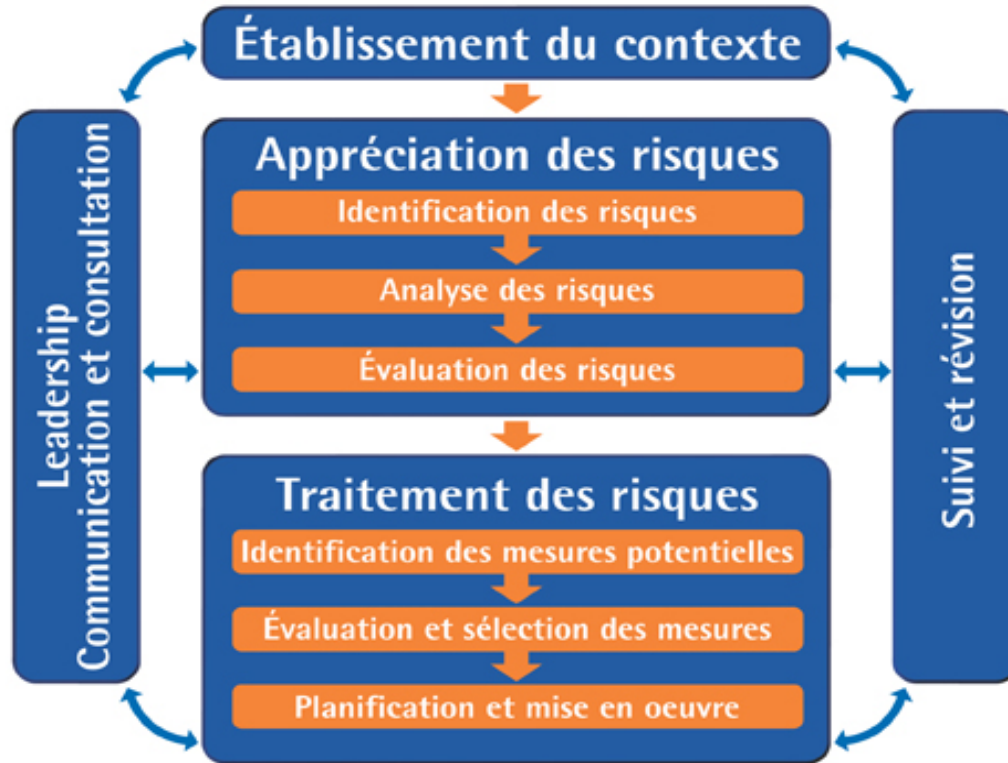 Établissement du contexte
Leadership
Communication et consultation
Appréciation des risques
Identification des risques
Analyse des risques
Évaluation des risques
Traitement des risques
Identification des mesures potentielles
Évaluation et sélection des mesures
Planification et mise en oeuvre
Suivi et révision